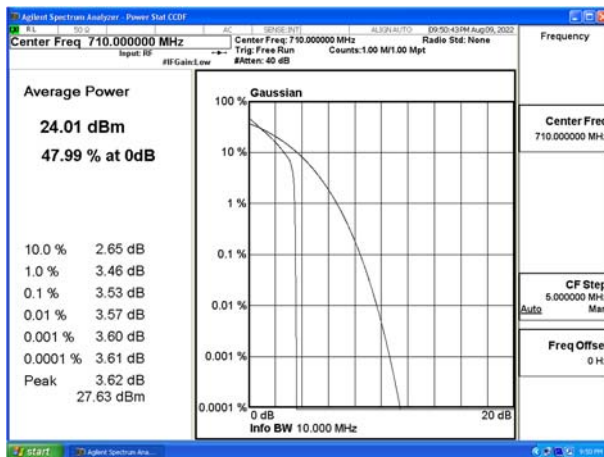 Agilent Spectrum Analyzer - Power Stat CCDF
RL 50 Ω AC SENSE:INT ALIGN AUTO 09:50:43 PM Aug 09, 2022
Center Freq 710.000000 MHz
Input: RF
#IFGain:Low
Center Freq: 710.000000 MHz Radio Std: None
Trig: Free Run Counts:1.00 M/1.00 Mpt
#Atten: 40 dB
Frequency
Average Power
24.01 dBm
47.99 % at 0dB
10.0 % 2.65 dB
1.0 % 3.46 dB
0.1 % 3.53 dB
0.01 % 3.57 dB
0.001 % 3.60 dB
0.0001 % 3.61 dB
Peak 3.62 dB
27.63 dBm
Gaussian
100 %
10 %
1 %
0.1 %
0.01 %
0.001 %
0.0001 %
0 dB 20 dB
Info BW 10.000 MHz
Center Freq
710.000000 MHz
CF Step
5.000000 MHz
Auto Man
Freq Offset
0 Hz
start Agilent Spectrum Ana... 9:50 PM